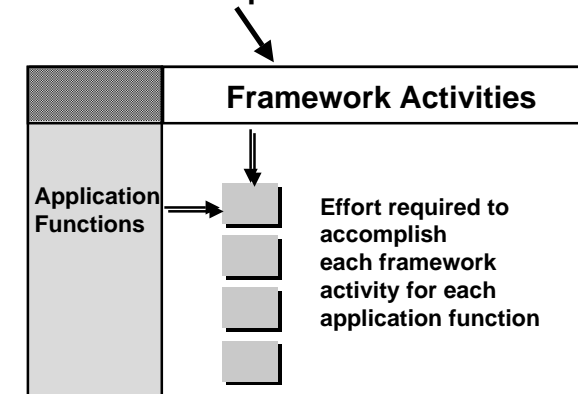 Framework Activities
Application
Functions
Effort required to
accomplish
each framework
activity for each
application function